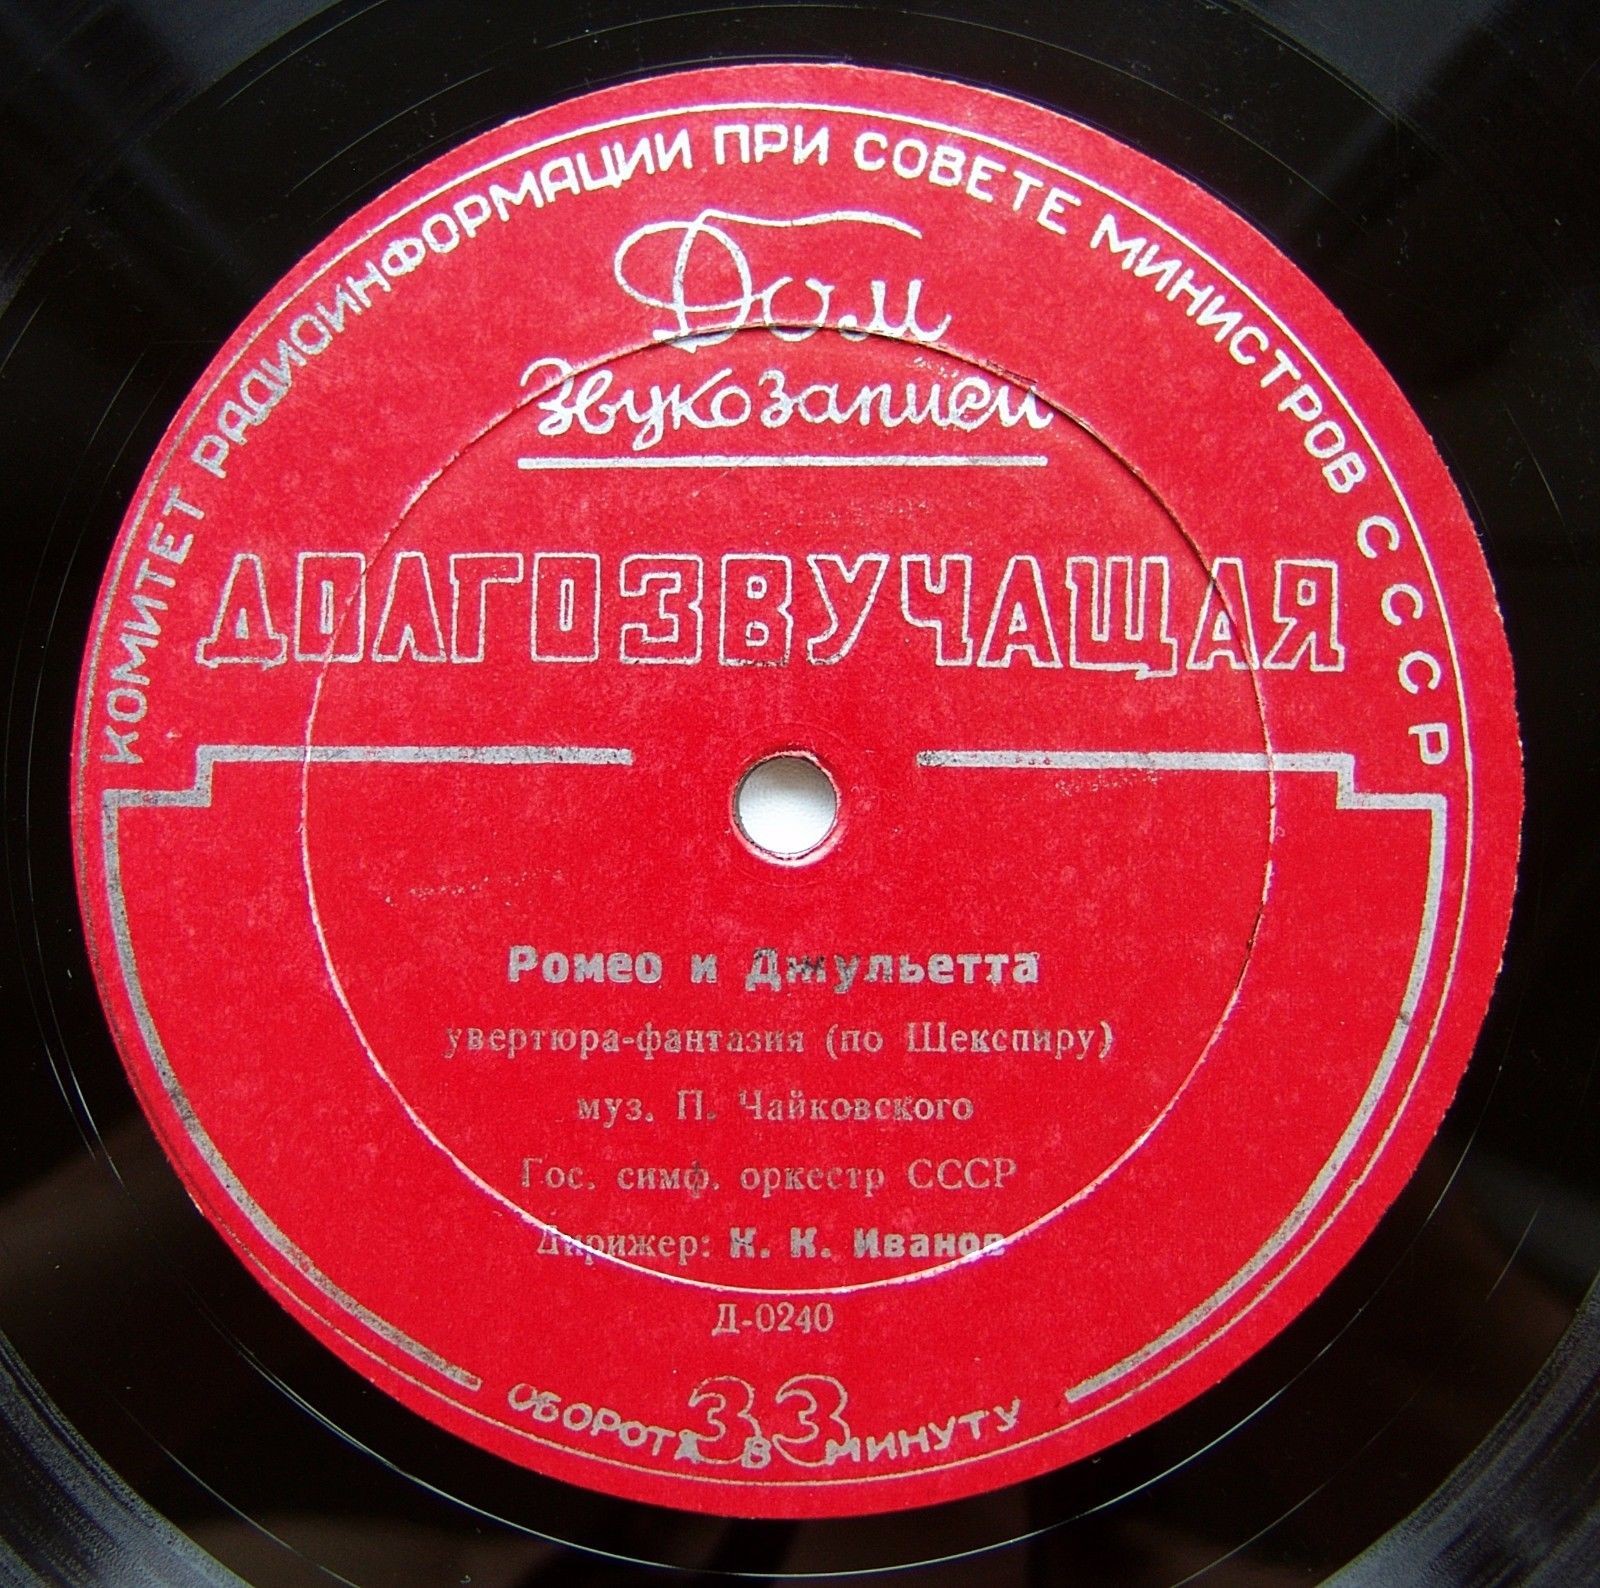 КОМИТЕТ РАДИОИНФОРМАЦИИ ПРИ СОВЕТЕ МИНИСТРОВ СССР
Дом
Звукозаписи
ДОЛГОЗВУЧАЩАЯ
Ромео и Джульетта
увертюра-фантазия (по Шекспиру)
муз. П. Чайковского
Гос. симф. оркестр СССР
Дирижер: К. К. Иванов
Д-0240
33
ОБОРОТА В МИНУТУ